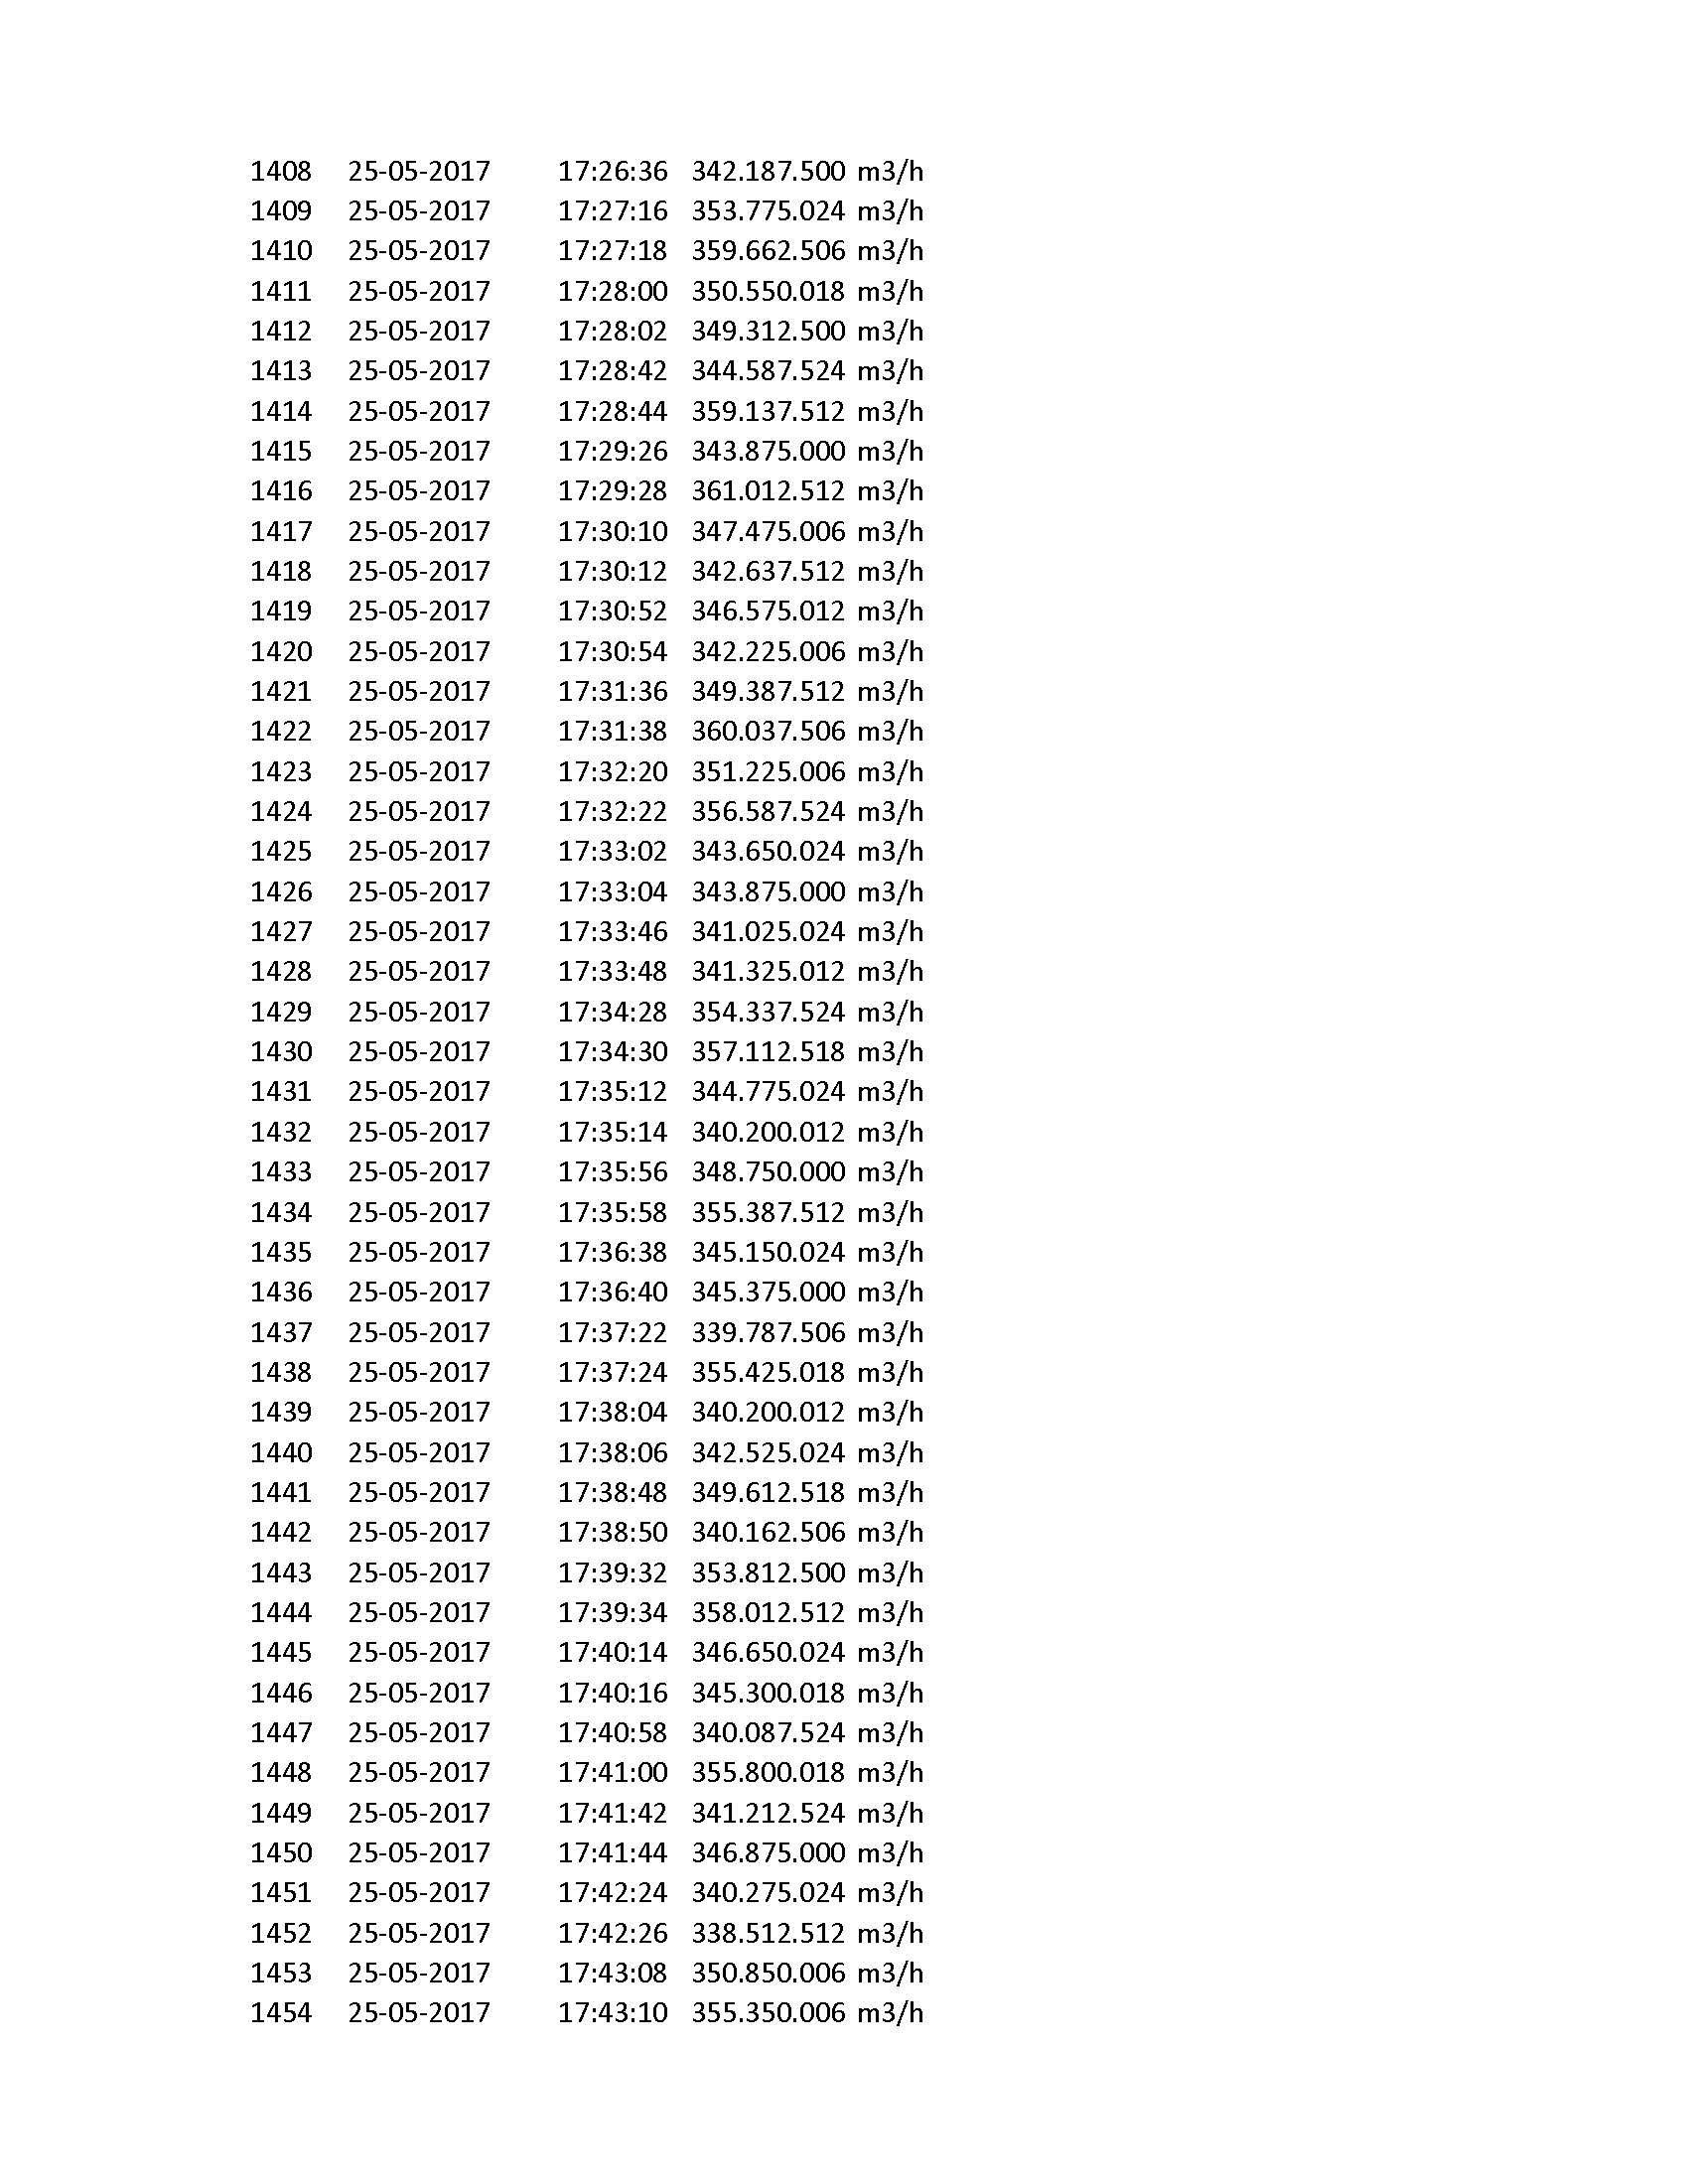 1408 25-05-2017 17:26:36 342.187.500 m3/h
1409 25-05-2017 17:27:16 353.775.024 m3/h
1410 25-05-2017 17:27:18 359.662.506 m3/h
1411 25-05-2017 17:28:00 350.550.018 m3/h
1412 25-05-2017 17:28:02 349.312.500 m3/h
1413 25-05-2017 17:28:42 344.587.524 m3/h
1414 25-05-2017 17:28:44 359.137.512 m3/h
1415 25-05-2017 17:29:26 343.875.000 m3/h
1416 25-05-2017 17:29:28 361.012.512 m3/h
1417 25-05-2017 17:30:10 347.475.006 m3/h
1418 25-05-2017 17:30:12 342.637.512 m3/h
1419 25-05-2017 17:30:52 346.575.012 m3/h
1420 25-05-2017 17:30:54 342.225.006 m3/h
1421 25-05-2017 17:31:36 349.387.512 m3/h
1422 25-05-2017 17:31:38 360.037.506 m3/h
1423 25-05-2017 17:32:20 351.225.006 m3/h
1424 25-05-2017 17:32:22 356.587.524 m3/h
1425 25-05-2017 17:33:02 343.650.024 m3/h
1426 25-05-2017 17:33:04 343.875.000 m3/h
1427 25-05-2017 17:33:46 341.025.024 m3/h
1428 25-05-2017 17:33:48 341.325.012 m3/h
1429 25-05-2017 17:34:28 354.337.524 m3/h
1430 25-05-2017 17:34:30 357.112.518 m3/h
1431 25-05-2017 17:35:12 344.775.024 m3/h
1432 25-05-2017 17:35:14 340.200.012 m3/h
1433 25-05-2017 17:35:56 348.750.000 m3/h
1434 25-05-2017 17:35:58 355.387.512 m3/h
1435 25-05-2017 17:36:38 345.150.024 m3/h
1436 25-05-2017 17:36:40 345.375.000 m3/h
1437 25-05-2017 17:37:22 339.787.506 m3/h
1438 25-05-2017 17:37:24 355.425.018 m3/h
1439 25-05-2017 17:38:04 340.200.012 m3/h
1440 25-05-2017 17:38:06 342.525.024 m3/h
1441 25-05-2017 17:38:48 349.612.518 m3/h
1442 25-05-2017 17:38:50 340.162.506 m3/h
1443 25-05-2017 17:39:32 353.812.500 m3/h
1444 25-05-2017 17:39:34 358.012.512 m3/h
1445 25-05-2017 17:40:14 346.650.024 m3/h
1446 25-05-2017 17:40:16 345.300.018 m3/h
1447 25-05-2017 17:40:58 340.087.524 m3/h
1448 25-05-2017 17:41:00 355.800.018 m3/h
1449 25-05-2017 17:41:42 341.212.524 m3/h
1450 25-05-2017 17:41:44 346.875.000 m3/h
1451 25-05-2017 17:42:24 340.275.024 m3/h
1452 25-05-2017 17:42:26 338.512.512 m3/h
1453 25-05-2017 17:43:08 350.850.006 m3/h
1454 25-05-2017 17:43:10 355.350.006 m3/h